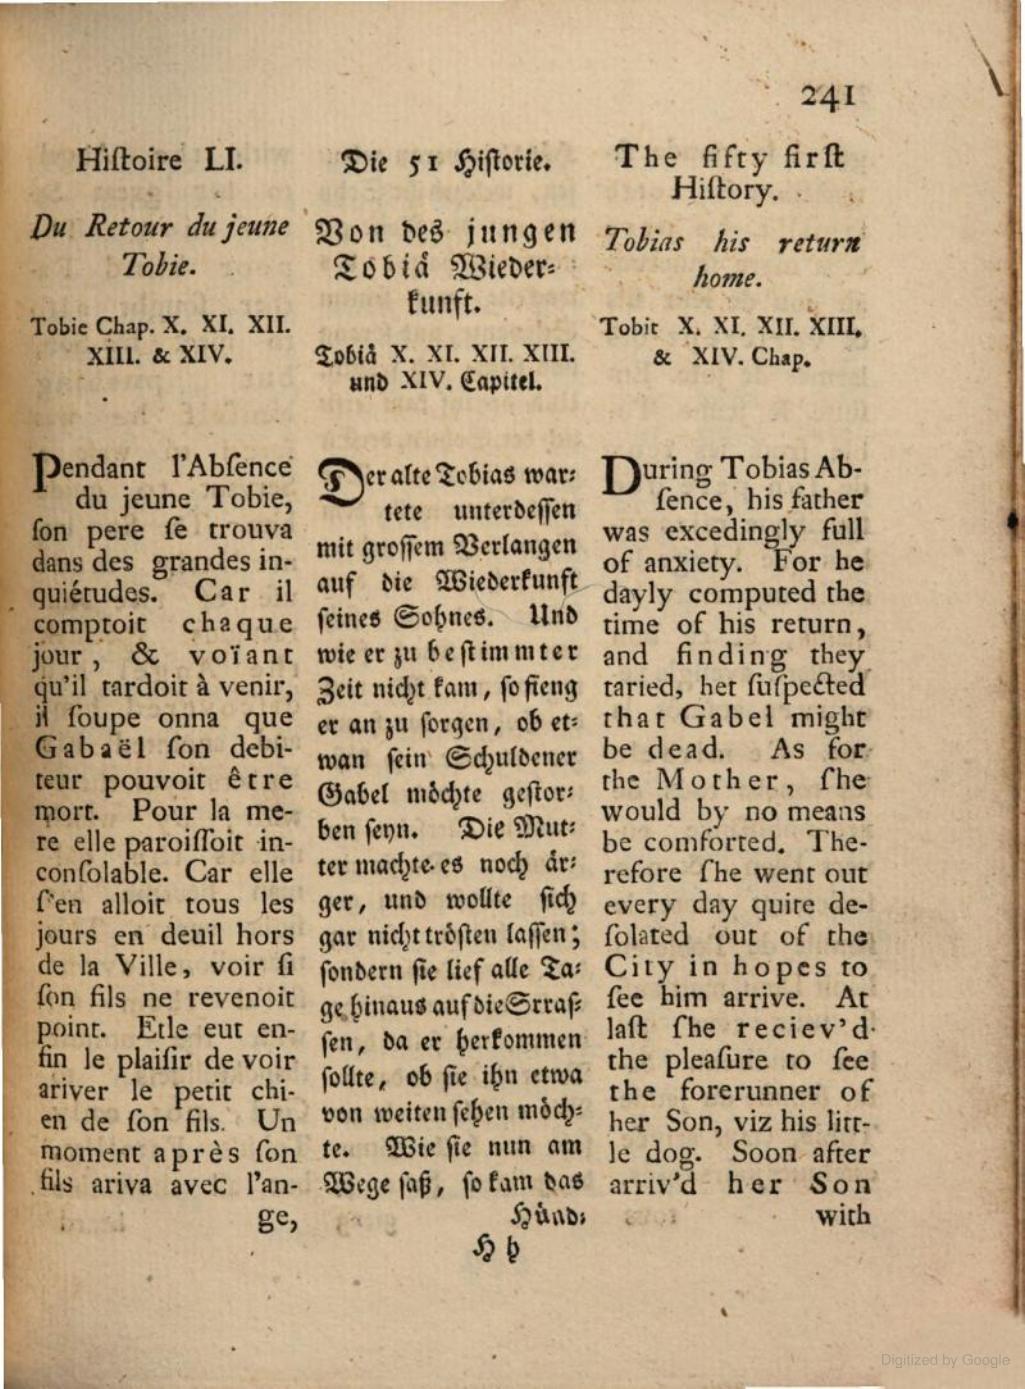 241
Hiſtoire LI.
Du Retour du jeune
Tobie.
Tobie Chap. X. XI. XII.
XIII. & XIV.
Pendant l'Abſence
du jeune Tobie,
ſon pere ſe trouva
dans des grandes in-
quiétudes. Car il
comptoit chaque
jour, & voïant
qu'il tardoit à venir,
il ſoupe onna que
Gabaël ſon debi-
teur pouvoit être
mort. Pour la me-
re elle paroiſſoit in-
conſolable. Car elle
ſ'en alloit tous les
jours en deuil hors
de la Ville, voir ſi
ſon fils ne revenoit
point. Etle eut en-
fin le plaiſir de voir
ariver le petit chi-
en de ſon fils. Un
moment après ſon
fils ariva avec l'an-
ge,
Die 51 Hiſtorie.
Von des jungen
Tobiä Wieder⸗
kunft.
Tobiä X. XI. XII. XIII.
und XIV. Capitel.
Der alte Tobias war⸗
tete unterdeſſen
mit groſſem Verlangen
auf die Wiederkunft
ſeines Sohnes. Und
wie er zu beſtimmter
Zeit nicht kam, ſo fieng
er an zu ſorgen, ob et⸗
wan ſein Schuldener
Gabel möchte geſtor⸗
ben ſeyn. Die Mut⸗
ter machte es noch är⸗
ger, und wollte ſich
gar nicht tröſten laſſen;
ſondern ſie lief alle Ta⸗
ge hinaus auf die Srraſ⸗
ſen, da er herkommen
ſollte, ob ſie ihn etwa
von weiten ſehen möch⸗
te. Wie ſie nun am
Wege ſaß, ſo kam das
Hünd⸗
H h
The fifty firſt
Hiſtory.
Tobias his return
home.
Tobit X. XI. XII. XIII.
& XIV. Chap.
During Tobias Ab-
ſence, his father
was excedingly full
of anxiety. For he
dayly computed the
time of his return,
and finding they
taried, het ſuſpected
that Gabel might
be dead. As for
the Mother, ſhe
would by no means
be comforted. The-
refore ſhe went out
every day quite de-
ſolated out of the
City in hopes to
ſee him arrive. At
laſt ſhe reciev'd
the pleaſure to ſee
the forerunner of
her Son, viz his litt-
le dog. Soon after
arriv'd her Son
with
Digitized by Google